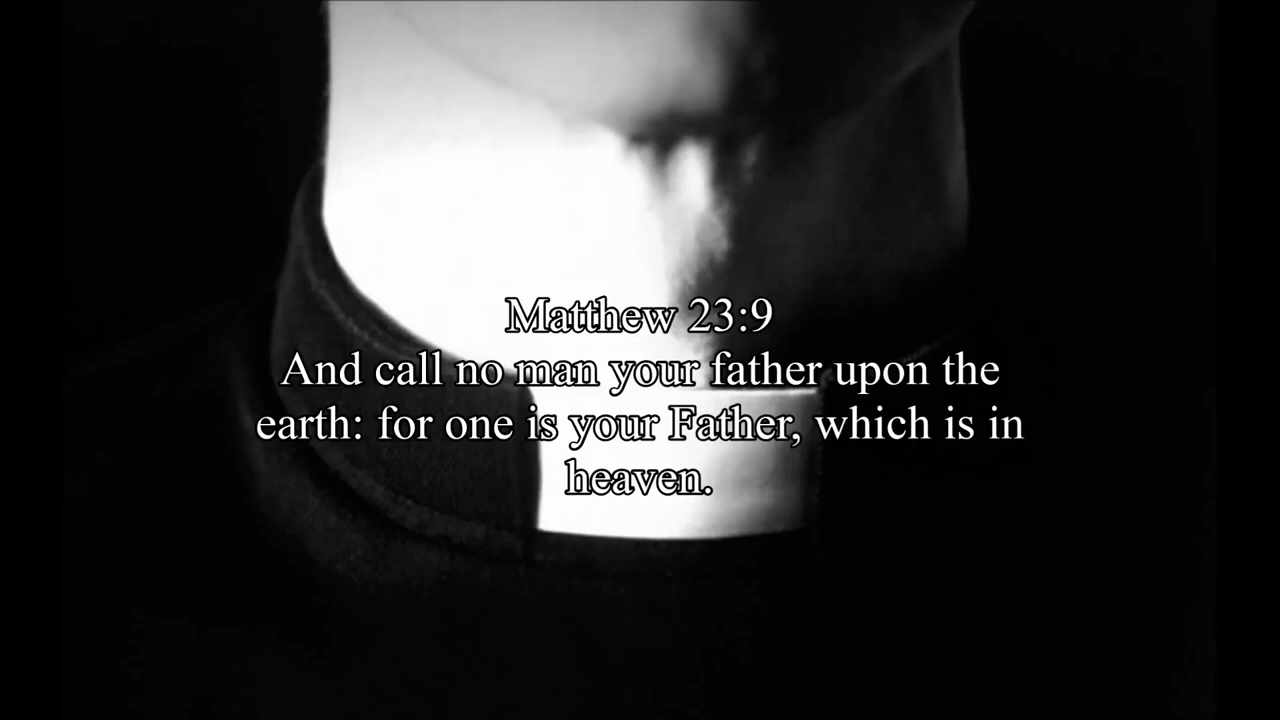 Matthew 23:9
And call no man your father upon the
earth: for one is your Father, which is in
heaven.